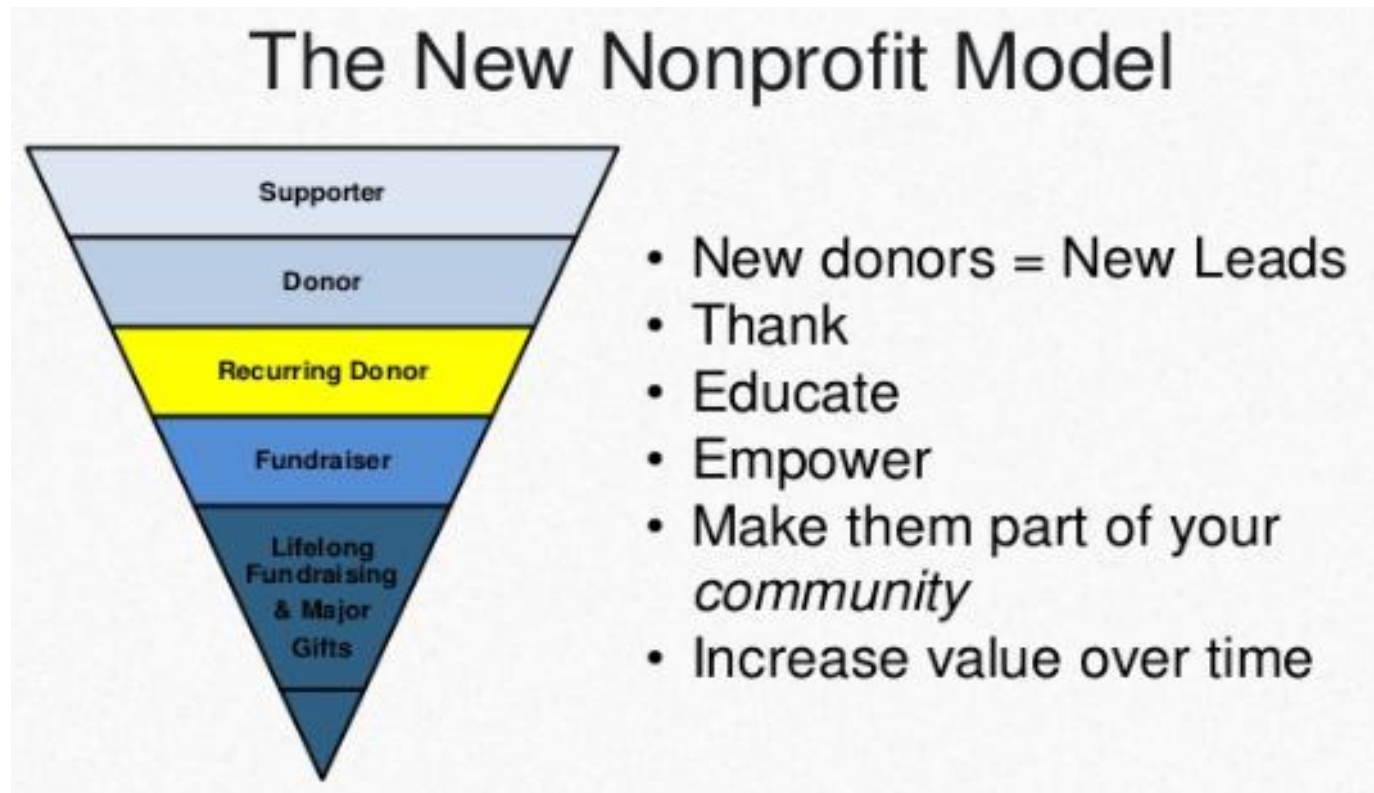 The New Nonprofit Model
Supporter
Donor
Recurring Donor
Fundraiser
Lifelong
Fundraising
& Major
Gifts
• New donors = New Leads
• Thank
• Educate
• Empower
• Make them part of your
community
• Increase value over time